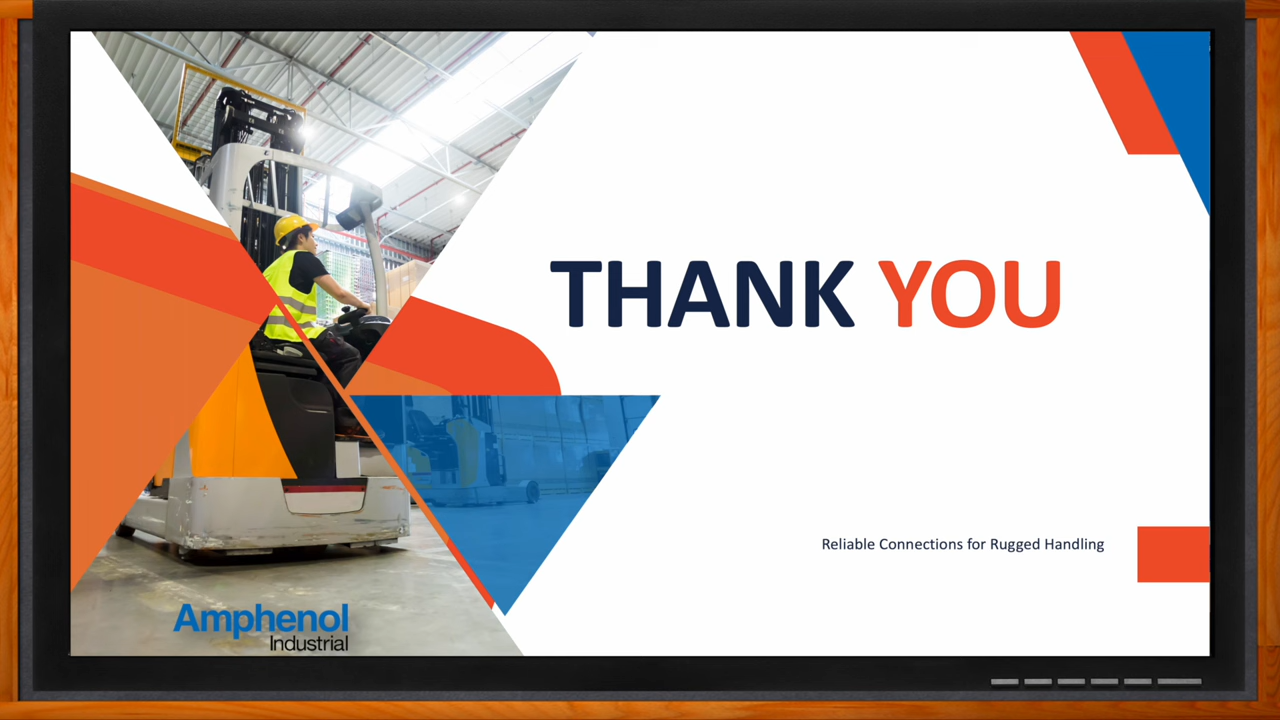 THANK YOU
Reliable Connections for Rugged Handling
Amphenol
Industrial